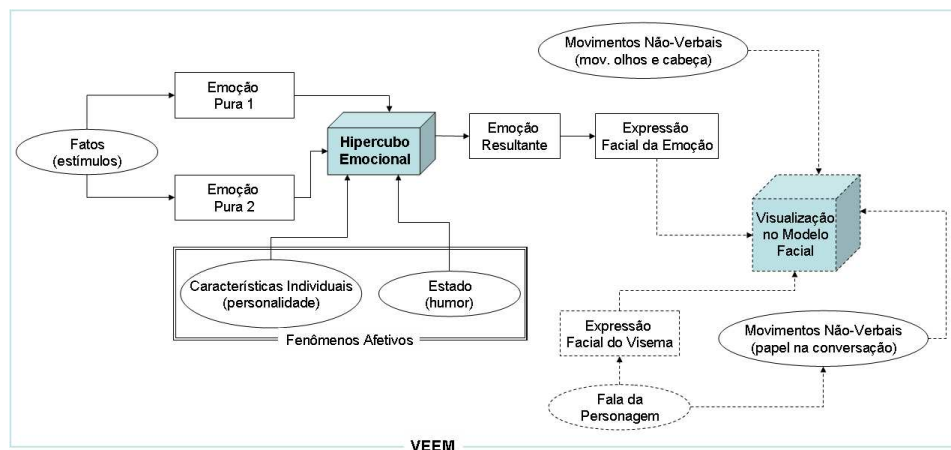 Movimentos Não-Verbais
(mov. olhos e cabeça)
Emoção
Pura 1
Fatos
(estímulos)
Hipercubo
Emocional
Emoção
Resultante
Expressão
Facial da Emoção
Emoção
Pura 2
Visualização
no Modelo
Facial
Características Individuais
(personalidade)
Estado
(humor)
Fenômenos Afetivos
Expressão
Facial do Visema
Movimentos Não-Verbais
(papel na conversação)
Fala da
Personagem
VEEM